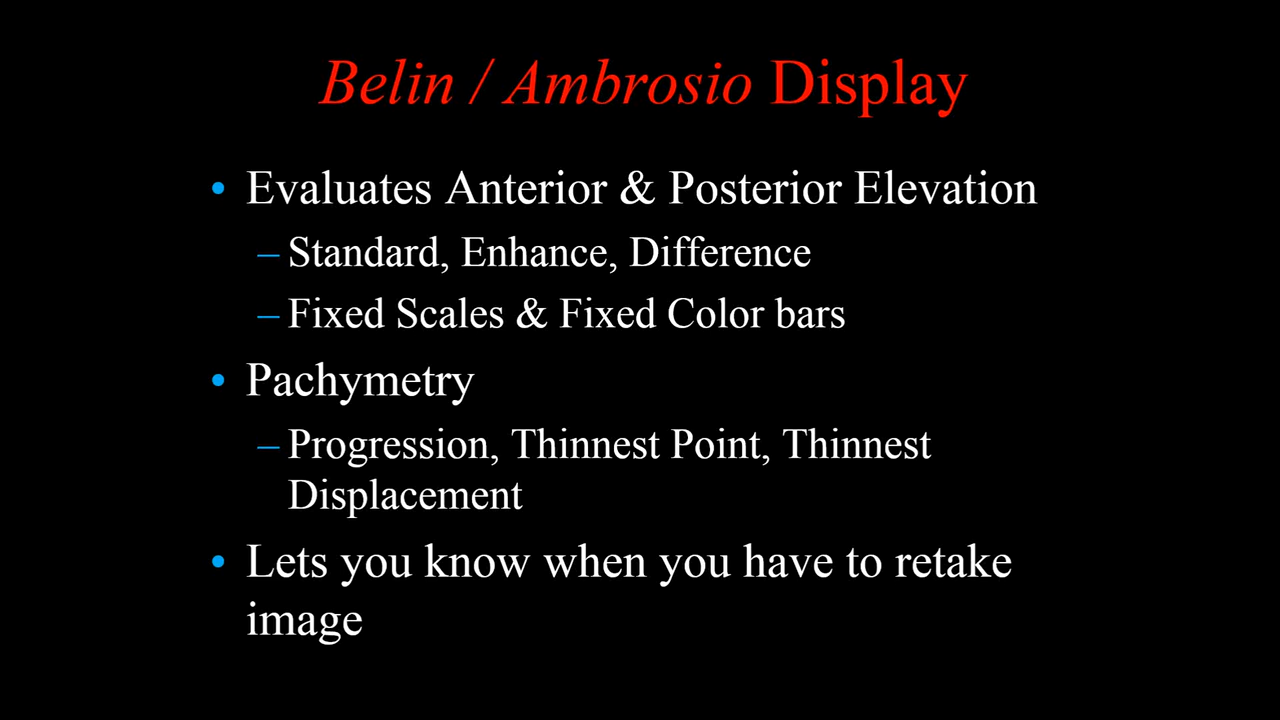 Belin / Ambrosio Display
• Evaluates Anterior & Posterior Elevation
– Standard, Enhance, Difference
– Fixed Scales & Fixed Color bars
• Pachymetry
– Progression, Thinnest Point, Thinnest
Displacement
• Lets you know when you have to retake
image